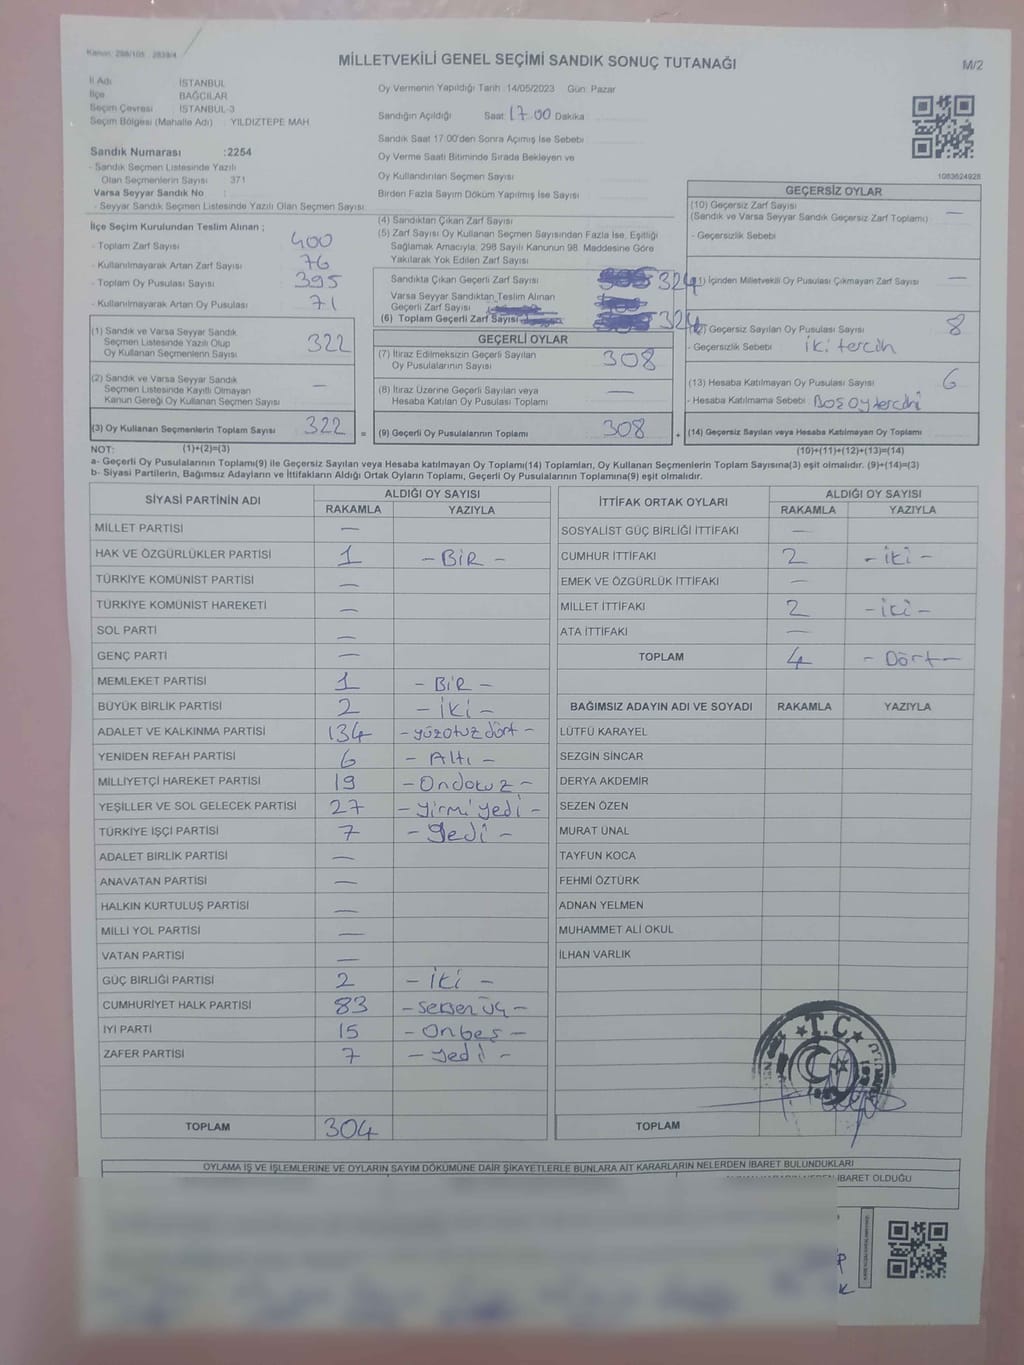 Kanun: 298/105 2839/4
MİLLETVEKİLİ GENEL SEÇİMİ SANDIK SONUÇ TUTANAĞI
M/2
İl Adı İSTANBUL
İlçe BAĞCILAR
Seçim Çevresi İSTANBUL-3
Seçim Bölgesi (Mahalle Adı) : YILDIZTEPE MAH
Sandık Numarası :2254
- Sandık Seçmen Listesinde Yazılı
Olan Seçmenlerin Sayısı : 371
Varsa Seyyar Sandık No :
- Seyyar Sandık Seçmen Listesinde Yazılı Olan Seçmen Sayısı
Oy Vermenin Yapıldığı Tarih :14/05/2023 Gün: Pazar
Sandığın Açıldığı Saat 17.00 Dakika
Sandık Saat 17:00'den Sonra Açımış İse Sebebi
Oy Verme Saati Bitiminde Sırada Bekleyen ve
Oy Kullandırılan Seçmen Sayısı
Birden Fazla Sayım Döküm Yapılmış İse Sayısı
1083624928
İlçe Seçim Kurulundan Teslim Alınan ;
- Toplam Zarf Sayısı 400
- Kullanılmayarak Artan Zarf Sayısı 76
- Toplam Oy Pusulası Sayısı 395
- Kullanılmayarak Artan Oy Pusulası 71
(1) Sandık ve Varsa Seyyar Sandık
Seçmen Listesinde Yazılı Olup
Oy Kullanan Seçmenlerin Sayısı 322
(2) Sandık ve Varsa Seyyar Sandık
Seçmen Listesinde Kayıtlı Olmayan
Kanun Gereği Oy Kullanan Seçmen Sayısı —
(3) Oy Kullanan Seçmenlerin Toplam Sayısı 322 =
(4) Sandıktan Çıkan Zarf Sayısı
(5) Zarf Sayısı Oy Kullanan Seçmen Sayısından Fazla İse, Eşitliği
Sağlamak Amacıyla, 298 Sayılı Kanunun 98. Maddesine Göre
Yakılarak Yok Edilen Zarf Sayısı
Sandıkta Çıkan Geçerli Zarf Sayısı 324
Varsa Seyyar Sandıktan Teslim Alınan
Geçerli Zarf Sayısı
(6) Toplam Geçerli Zarf Sayısı 324
GEÇERLİ OYLAR
(7) İtiraz Edilmeksizin Geçerli Sayılan
Oy Pusulalarının Sayısı 308
(8) İtiraz Üzerine Geçerli Sayılan veya
Hesaba Katılan Oy Pusulası Toplamı —
(9) Geçerli Oy Pusulalarının Toplamı 308 +
GEÇERSİZ OYLAR
(10) Geçersiz Zarf Sayısı
(Sandık ve Varsa Seyyar Sandık Geçersiz Zarf Toplamı) —
- Geçersizlik Sebebi
1) İçinden Milletvekili Oy Pusulası Çıkmayan Zarf Sayısı —
Geçersiz Sayılan Oy Pusulası Sayısı 8
- Geçersizlik Sebebi : iki tercih
(13) Hesaba Katılmayan Oy Pusulası Sayısı 6
- Hesaba Katılmama Sebebi : Boş oy tercihi
(14) Geçersiz Sayılan veya Hesaba Katılmayan Oy Toplamı
NOT: (1)+(2)=(3) (10)+(11)+(12)+(13)=(14)
a- Geçerli Oy Pusulalarının Toplamı(9) ile Geçersiz Sayılan veya Hesaba katılmayan Oy Toplamı(14) Toplamları, Oy Kullanan Seçmenlerin Toplam Sayısına(3) eşit olmalıdır. (9)+(14)=(3)
b- Siyasi Partilerin, Bağımsız Adayların ve İttifakların Aldığı Ortak Oyların Toplamı, Geçerli Oy Pusulalarının Toplamına(9) eşit olmalıdır.
SİYASİ PARTİNİN ADI ALDIĞI OY SAYISI
RAKAMLA YAZIYLA
MİLLET PARTİSİ —
HAK VE ÖZGÜRLÜKLER PARTİSİ 1 - BİR -
TÜRKİYE KOMÜNİST PARTİSİ —
TÜRKİYE KOMÜNİST HAREKETİ —
SOL PARTİ —
GENÇ PARTİ —
MEMLEKET PARTİSİ 1 - BİR -
BÜYÜK BİRLİK PARTİSİ 2 - iki -
ADALET VE KALKINMA PARTİSİ 134 - yüzotuzdört -
YENİDEN REFAH PARTİSİ 6 - Altı -
MİLLİYETÇİ HAREKET PARTİSİ 19 - Ondokuz -
YEŞİLLER VE SOL GELECEK PARTİSİ 27 - yirmi yedi -
TÜRKİYE İŞÇİ PARTİSİ 7 - yedi -
ADALET BİRLİK PARTİSİ —
ANAVATAN PARTİSİ —
HALKIN KURTULUŞ PARTİSİ —
MİLLİ YOL PARTİSİ —
VATAN PARTİSİ —
GÜÇ BİRLİĞİ PARTİSİ 2 - iki -
CUMHURİYET HALK PARTİSİ 83 - seksen üç -
İYİ PARTİ 15 - Onbeş -
ZAFER PARTİSİ 7 - yedi -
TOPLAM 304
İTTİFAK ORTAK OYLARI ALDIĞI OY SAYISI
RAKAMLA YAZIYLA
SOSYALİST GÜÇ BİRLİĞİ İTTİFAKI —
CUMHUR İTTİFAKI 2 - iki -
EMEK VE ÖZGÜRLÜK İTTİFAKI —
MİLLET İTTİFAKI 2 - iki -
ATA İTTİFAKI —
TOPLAM 4 - Dört -
BAĞIMSIZ ADAYIN ADI VE SOYADI RAKAMLA YAZIYLA
LÜTFÜ KARAYEL
SEZGİN SİNCAR
DERYA AKDEMİR
SEZEN ÖZEN
MURAT ÜNAL
TAYFUN KOCA
FEHMİ ÖZTÜRK
ADNAN YELMEN
MUHAMMET ALİ OKUL
İLHAN VARLIK
T.C.
TOPLAM
OYLAMA İŞ VE İŞLEMLERİNE VE OYLARIN SAYIM DÖKÜMÜNE DAİR ŞİKAYETLERLE BUNLARA AİT KARARLARIN NELERDEN İBARET BULUNDUKLARI
İBARET OLDUĞU